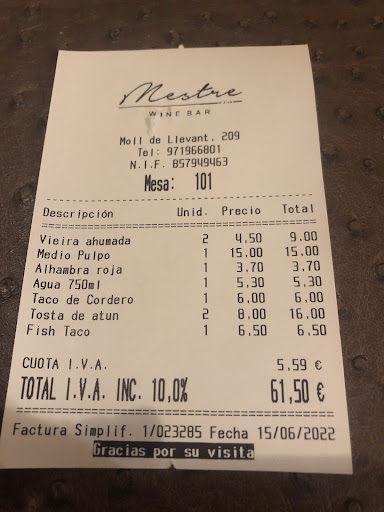 Mestre
WINE BAR
Moll de Llevant, 209
Tel: 971966801
N.I.F. B57949463
Mesa: 101
Descripción Unid. Precio Total
Vieira ahumada 2 4.50 9.00
Medio Pulpo 1 15.00 15.00
Alhambra roja 1 3.70 3.70
Agua 750ml 1 5,30 5,30
Taco de Cordero 1 6,00 6,00
Tosta de atun 2 8,00 16,00
Fish Taco 1 6,50 6,50
CUOTA I.V.A. 5,59 €
TOTAL I.V.A. INC. 10,0% 61,50 €
Factura Simplif. 1/023285 Fecha 15/06/2022
Gracias por su visita